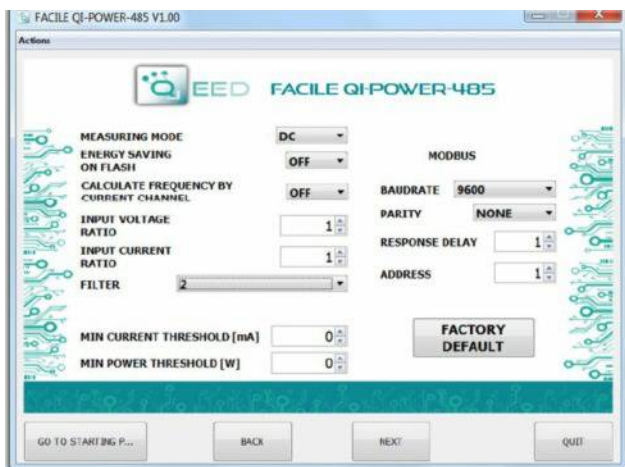 FACILE QI-POWER-485 V1.00
Actions
QEED FACILE QI-POWER-485
MEASURING MODE DC
ENERGY SAVING
ON FLASH OFF
CALCULATE FREQUENCY BY
CURRENT CHANNEL OFF
INPUT VOLTAGE
RATIO 1
INPUT CURRENT
RATIO 1
FILTER 2
MIN CURRENT THRESHOLD [mA] 0
MIN POWER THRESHOLD [W] 0
MODBUS
BAUDRATE 9600
PARITY NONE
RESPONSE DELAY 1
ADDRESS 1
FACTORY
DEFAULT
GO TO STARTING P... BACK NEXT QUIT